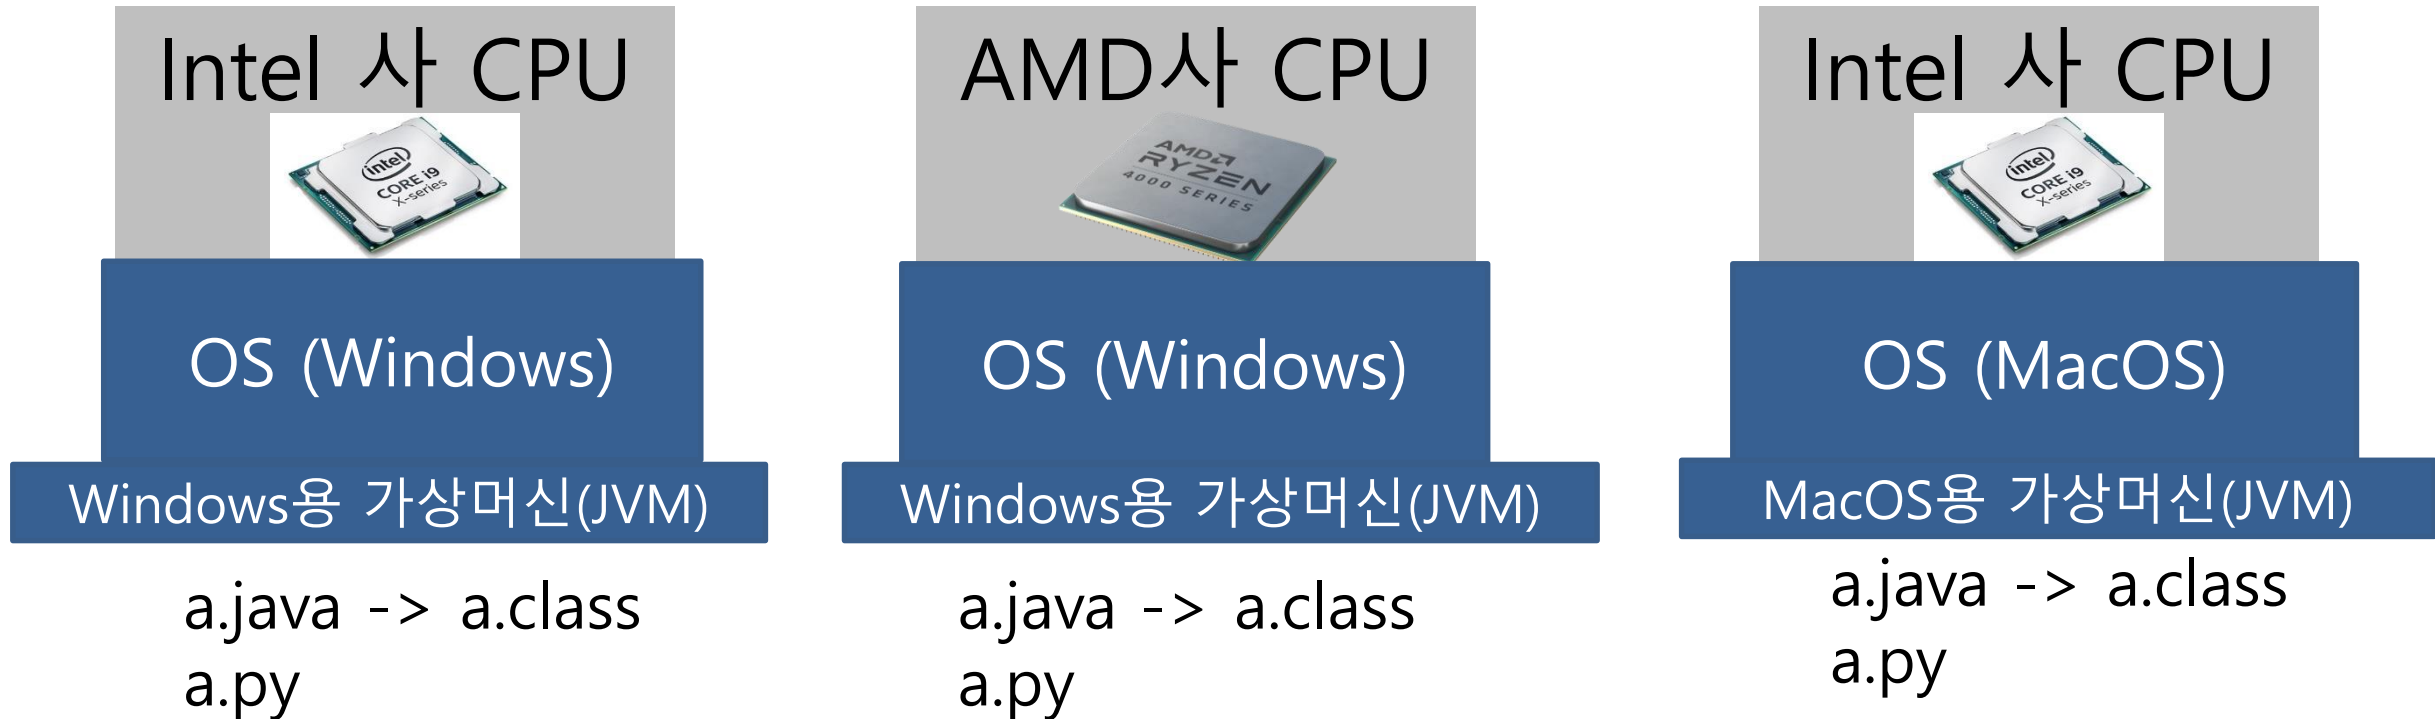 Intel 사 CPU
intel
CORE i9
X-series
OS (Windows)
Windows용 가상머신(JVM)
a.java -> a.class
a.py
AMD사 CPU
AMD
RYZEN
4000 SERIES
OS (Windows)
Windows용 가상머신(JVM)
a.java -> a.class
a.py
Intel 사 CPU
intel
CORE i9
X-series
OS (MacOS)
MacOS용 가상머신(JVM)
a.java -> a.class
a.py